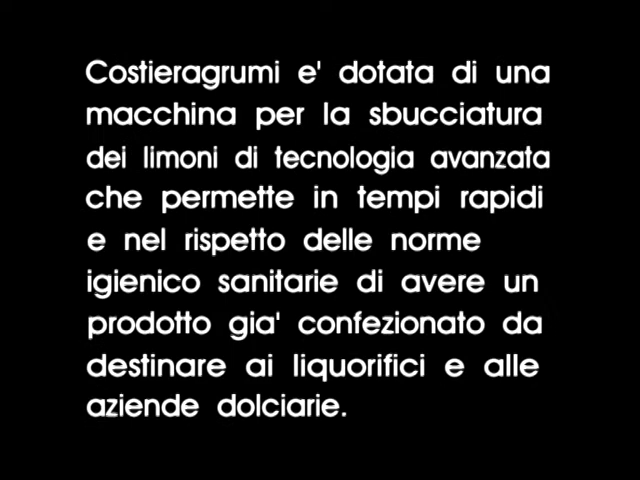 Costieragrumi e' dotata di una
macchina per la sbucciatura
dei limoni di tecnologia avanzata
che permette in tempi rapidi
e nel rispetto delle norme
igienico sanitarie di avere un
prodotto gia' confezionato da
destinare ai liquorifici e alle
aziende dolciarie.